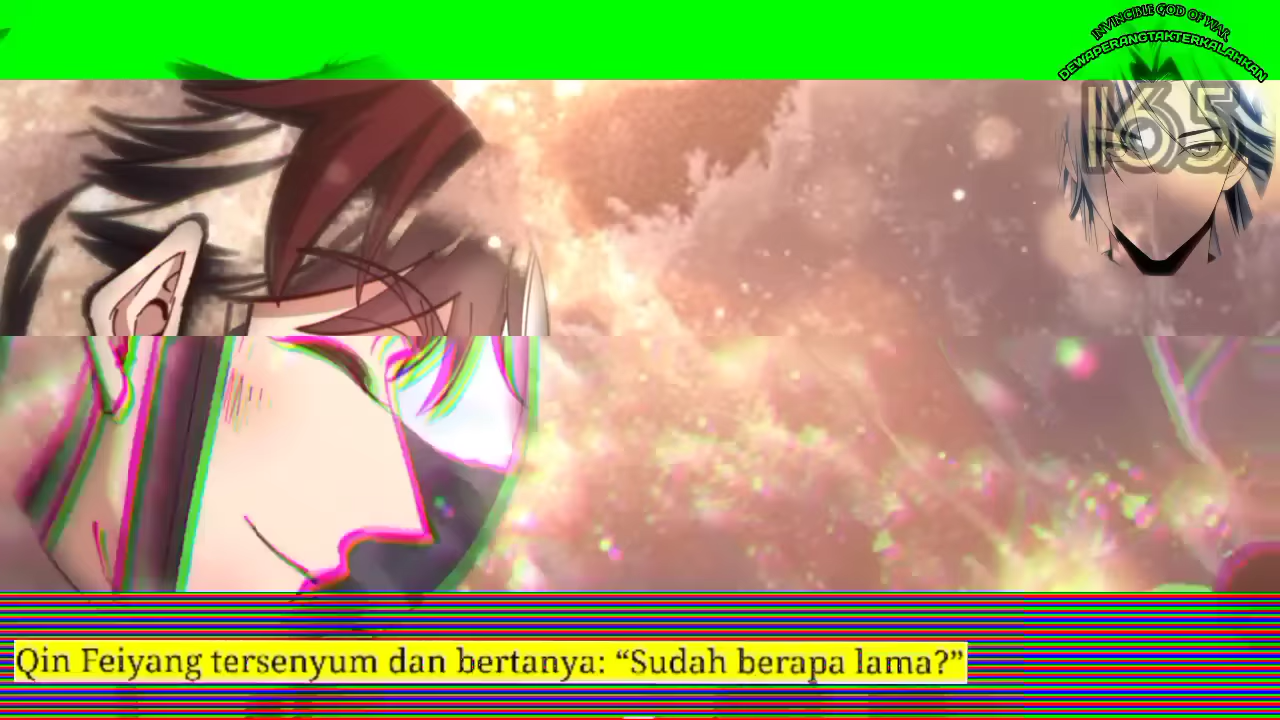 INVINCIBLE GOD OF WAR
DEWAPERANGTAKTERKALAHKAN
165
Qin Feiyang tersenyum dan bertanya: “Sudah berapa lama?”